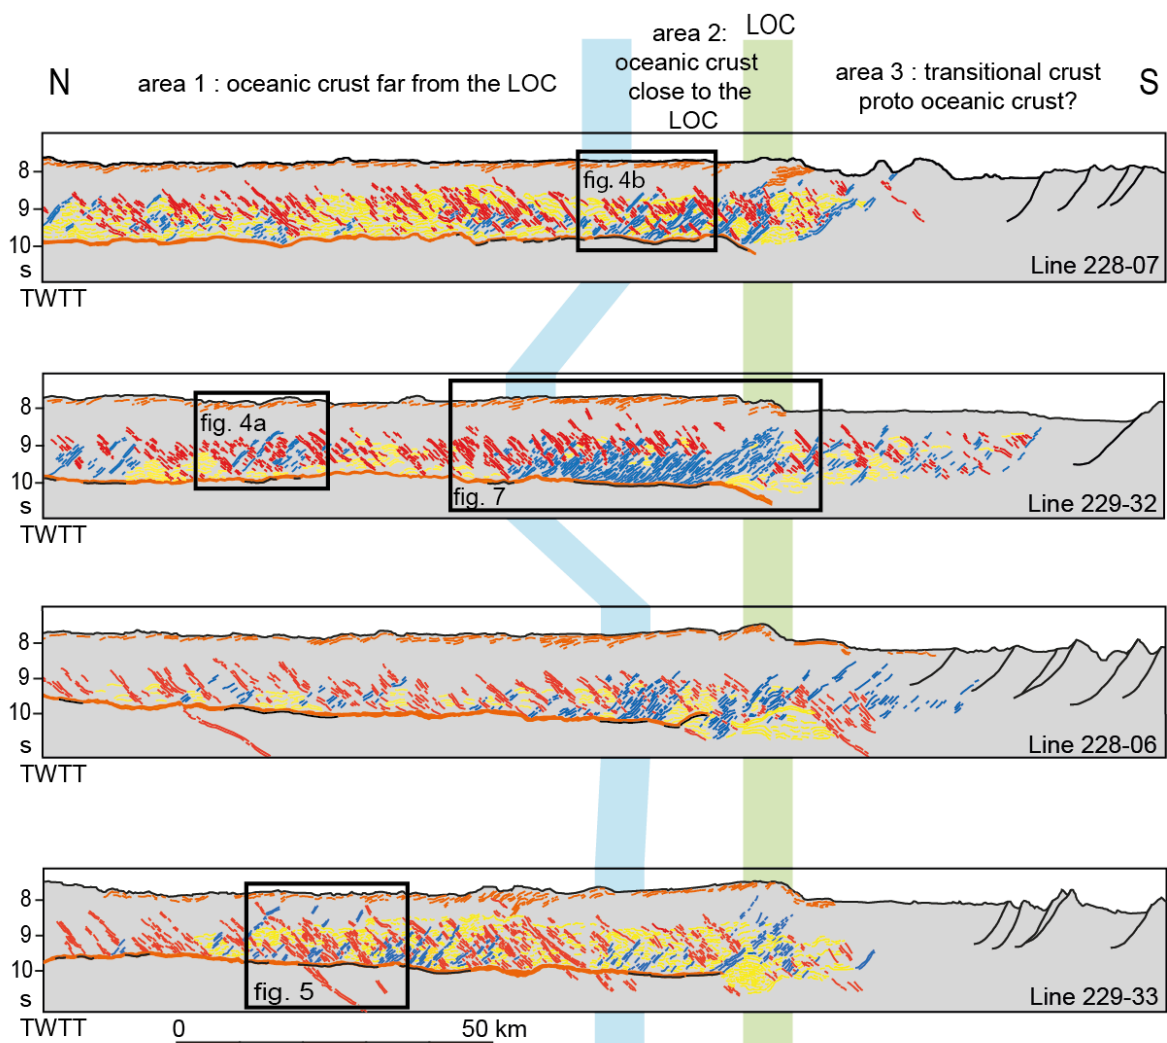 N
area 1 : oceanic crust far from the LOC
area 2:
oceanic crust
close to the
LOC
LOC
area 3 : transitional crust
proto oceanic crust?
S
8
9
10
s
TWTT
fig. 4b
Line 228-07
8
9
10
s
TWTT
fig. 4a
fig. 7
Line 229-32
8
9
10
s
TWTT
Line 228-06
8
9
10
s
TWTT
fig. 5
Line 229-33
0
50 km